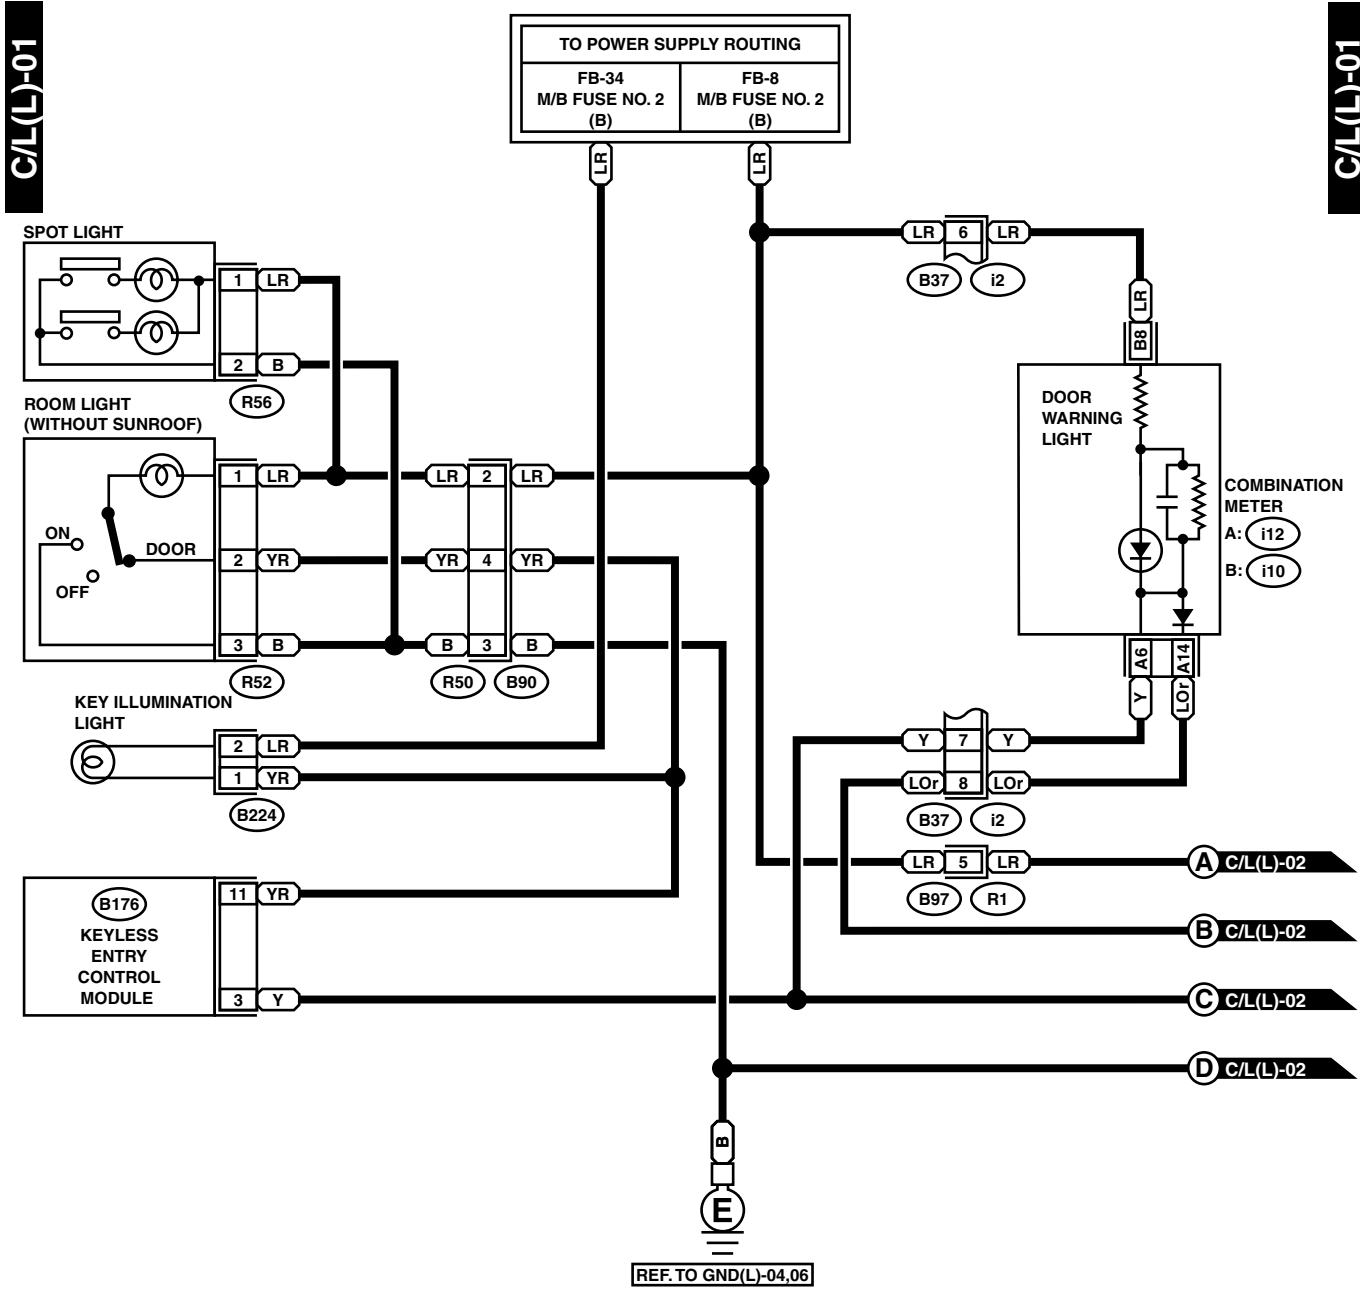 C/L(L)-01
C/L(L)-01
TO POWER SUPPLY ROUTING
FB-34
M/B FUSE NO. 2
(B)
FB-8
M/B FUSE NO. 2
(B)
LR
LR
SPOT LIGHT
1 LR
2 B
R56
LR 6 LR
B37 i2
LR
B8
ROOM LIGHT
(WITHOUT SUNROOF)
ON
DOOR
OFF
1 LR
2 YR
3 B
R52
LR 2 LR
YR 4 YR
B 3 B
R50 B90
DOOR
WARNING
LIGHT
COMBINATION
METER
A: i12
B: i10
A6 A14
Y LOr
KEY ILLUMINATION
LIGHT
2 LR
1 YR
B224
Y 7 Y
LOr 8 LOr
B37 i2
LR 5 LR
B97 R1
A C/L(L)-02
B C/L(L)-02
C C/L(L)-02
D C/L(L)-02
B176
KEYLESS
ENTRY
CONTROL
MODULE
11 YR
3 Y
B
E
REF. TO GND(L)-04,06